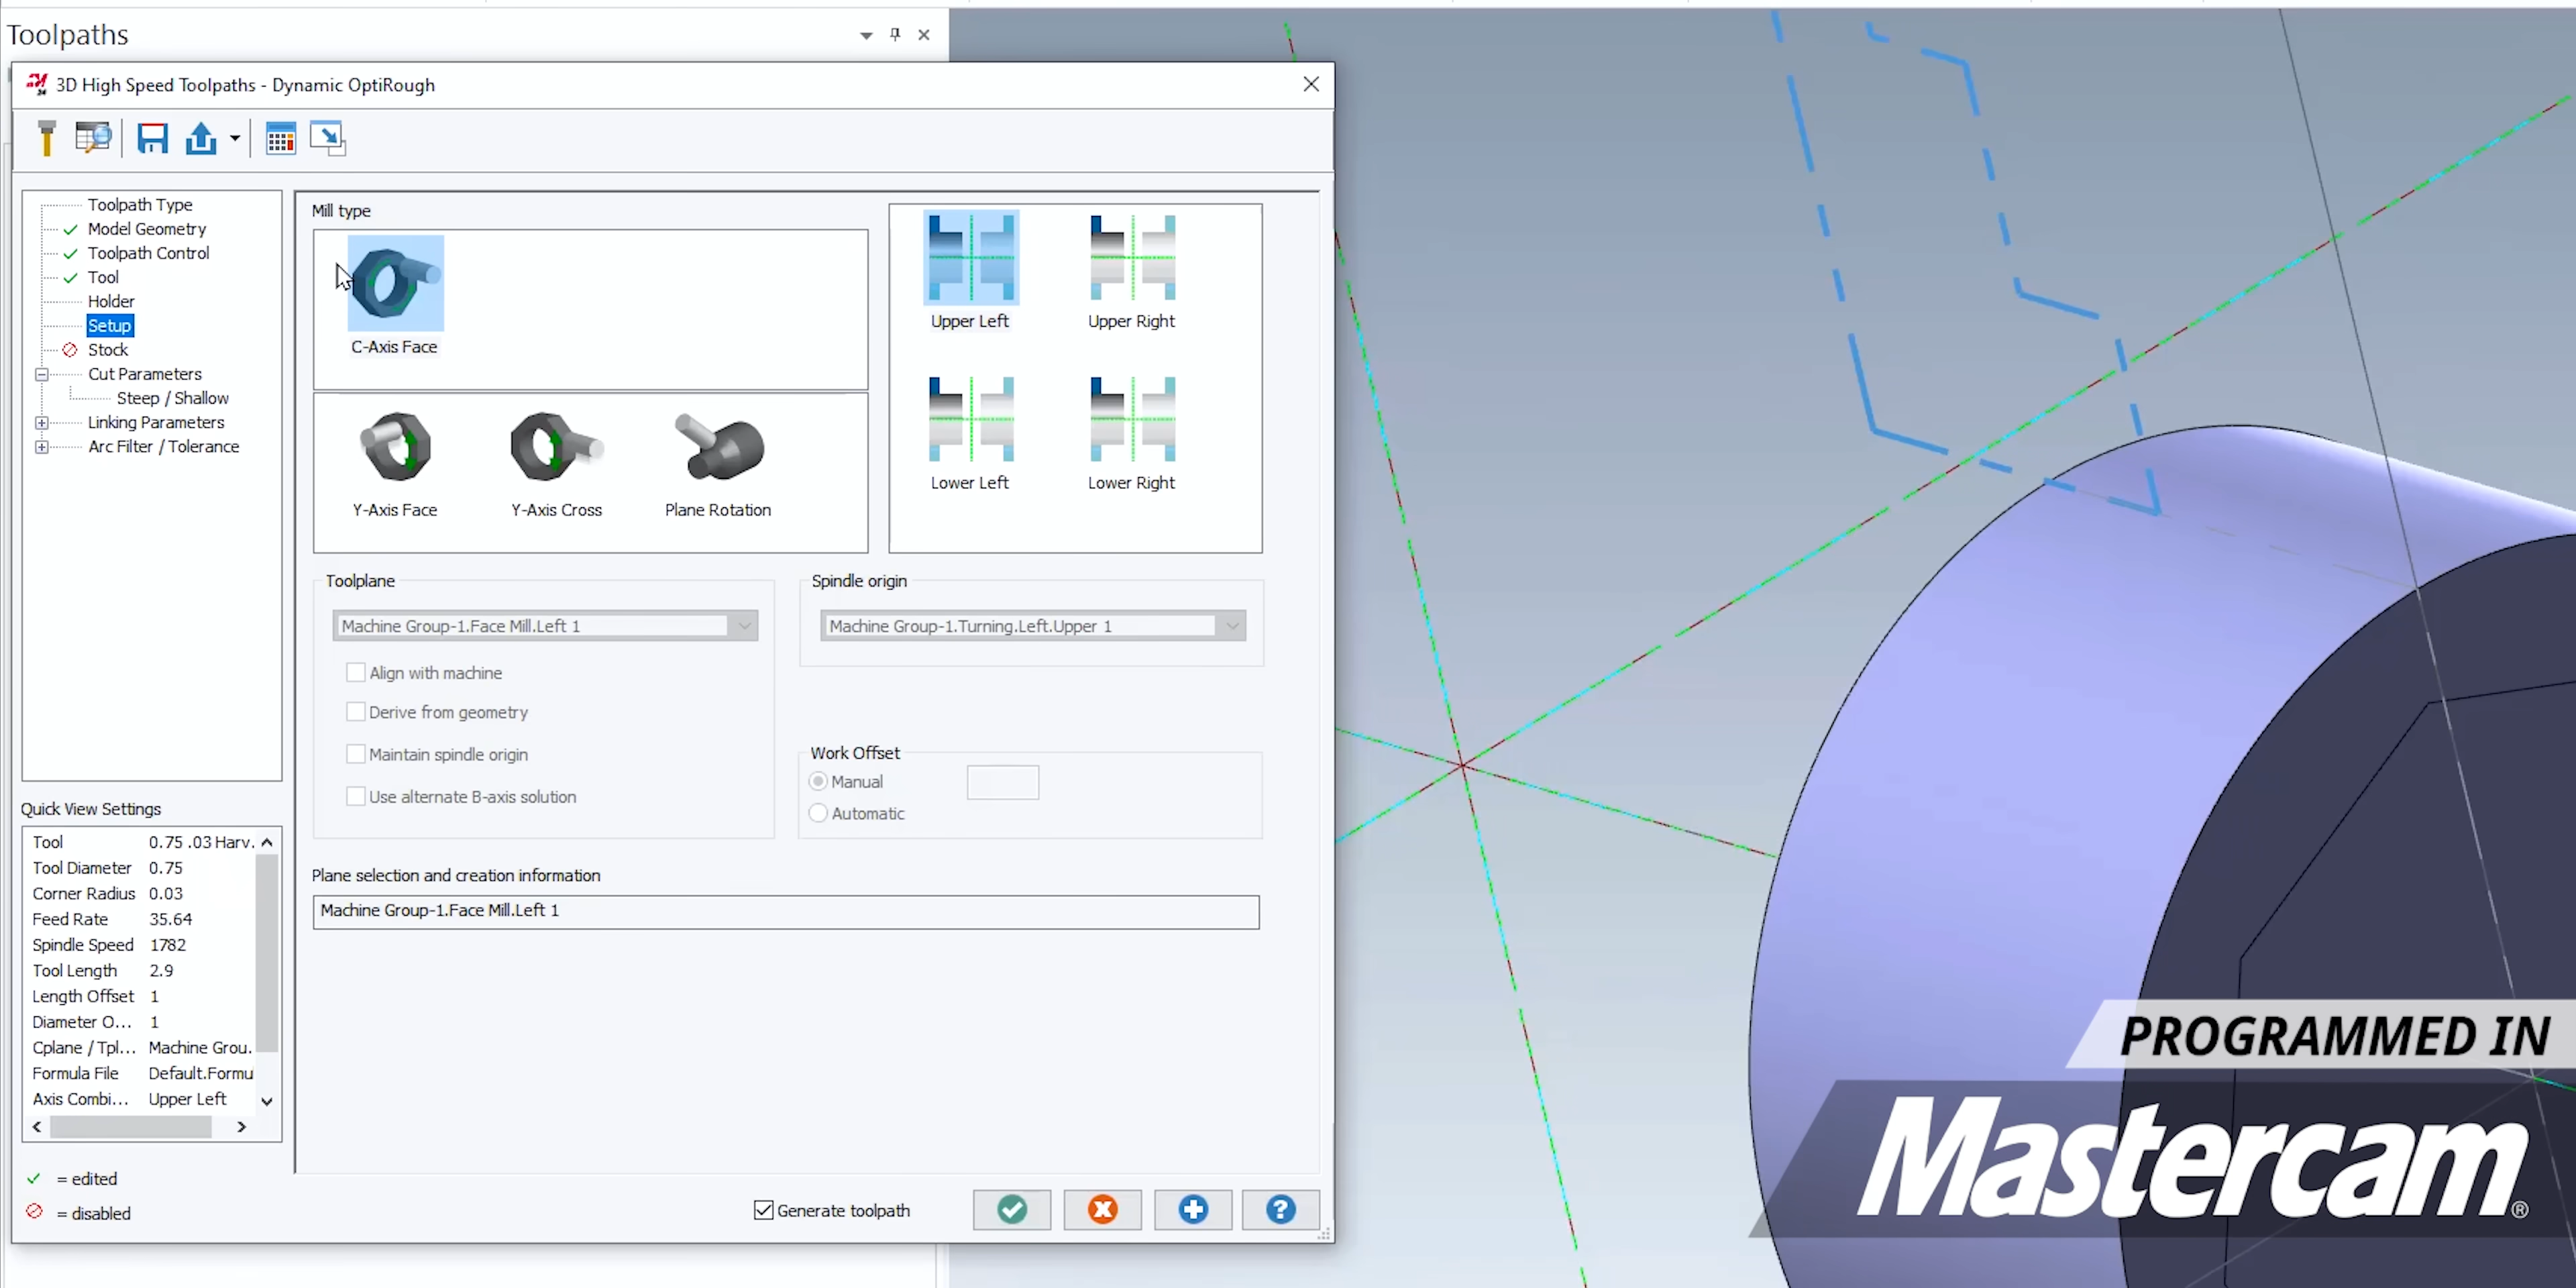 Toolpaths
3D High Speed Toolpaths - Dynamic OptiRough
Toolpath Type
Model Geometry
Toolpath Control
Tool
Holder
Setup
Stock
Cut Parameters
Steep / Shallow
Linking Parameters
Arc Filter / Tolerance
Mill type
C-Axis Face
Y-Axis Face
Y-Axis Cross
Plane Rotation
Upper Left
Upper Right
Lower Left
Lower Right
Toolplane
Machine Group-1.Face Mill.Left 1
Align with machine
Derive from geometry
Maintain spindle origin
Use alternate B-axis solution
Spindle origin
Machine Group-1.Turning.Left.Upper 1
Work Offset
Manual
Automatic
Plane selection and creation information
Machine Group-1.Face Mill.Left 1
Quick View Settings
Tool 0.75 .03 Harv.
Tool Diameter 0.75
Corner Radius 0.03
Feed Rate 35.64
Spindle Speed 1782
Tool Length 2.9
Length Offset 1
Diameter O... 1
Cplane / Tpl... Machine Grou.
Formula File Default.Formu
Axis Combi... Upper Left
= edited
= disabled
Generate toolpath
PROGRAMMED IN
Mastercam®